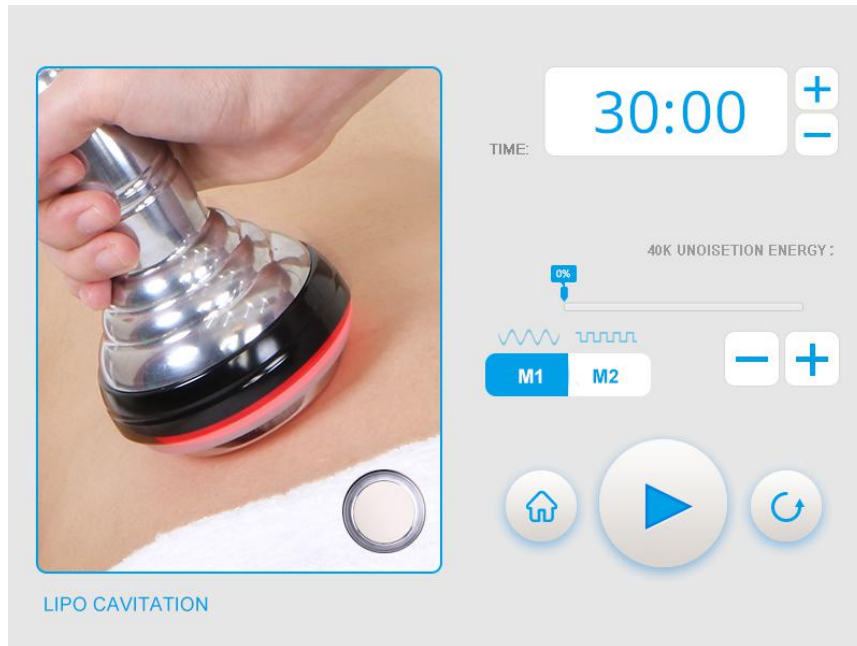 30:00
TIME:
40K UNOISETION ENERGY:
0%
M1 M2
LIPO CAVITATION